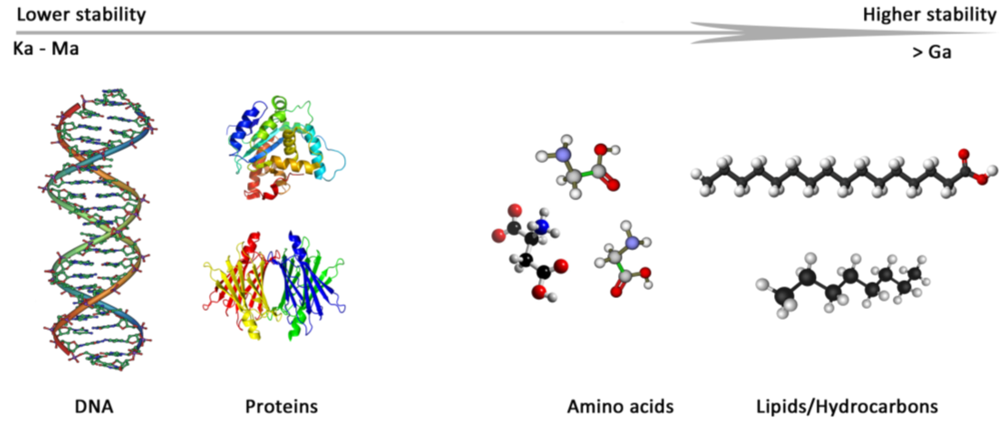 Lower stability
Higher stability
Ka - Ma
> Ga
DNA
Proteins
Amino acids
Lipids/Hydrocarbons